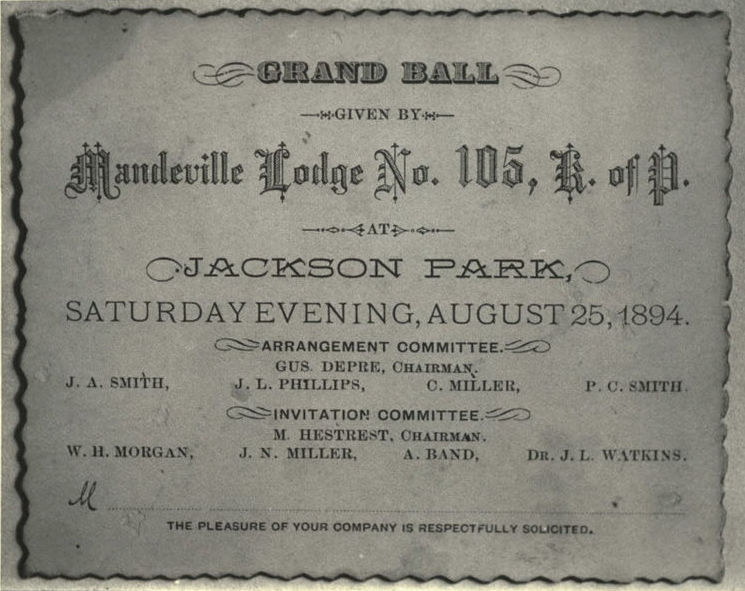 GRAND BALL
GIVEN BY
Mandeville Lodge No. 105, K. of P.
AT
JACKSON PARK,
SATURDAY EVENING, AUGUST 25, 1894.
ARRANGEMENT COMMITTEE.
GUS. DEPRE, CHAIRMAN.
J. A. SMITH, J. L. PHILLIPS, C. MILLER, P. C. SMITH.
INVITATION COMMITTEE.
M. HESTREST, CHAIRMAN.
W. H. MORGAN, J. N. MILLER, A. BAND, DR. J. L. WATKINS.
M
THE PLEASURE OF YOUR COMPANY IS RESPECTFULLY SOLICITED.